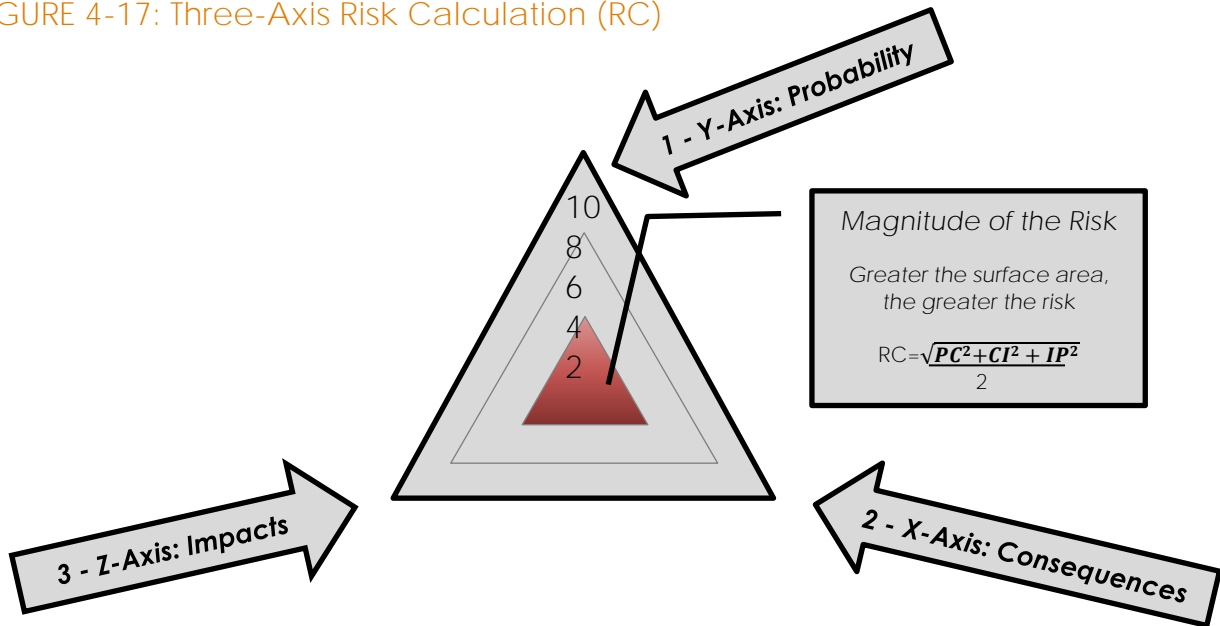 GURE 4-17: Three-Axis Risk Calculation (RC)
1 - Y-Axis: Probability
10
8
6
4
2
Magnitude of the Risk
Greater the surface area,
the greater the risk
RC=√PC²+CI² + IP²
2
3 - Z-Axis: Impacts
2 - X-Axis: Consequences